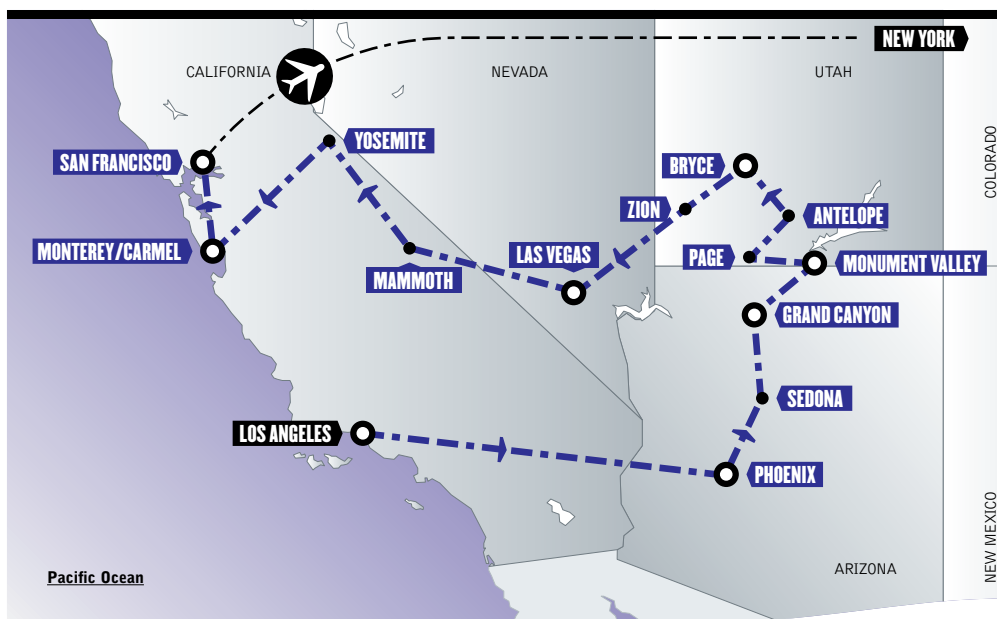 NEW YORK
CALIFORNIA
NEVADA
UTAH
COLORADO
YOSEMITE
SAN FRANCISCO
BRYCE
ZION
ANTELOPE
MONTEREY/CARMEL
LAS VEGAS
PAGE
MONUMENT VALLEY
MAMMOTH
GRAND CANYON
SEDONA
LOS ANGELES
PHOENIX
NEW MEXICO
ARIZONA
Pacific Ocean